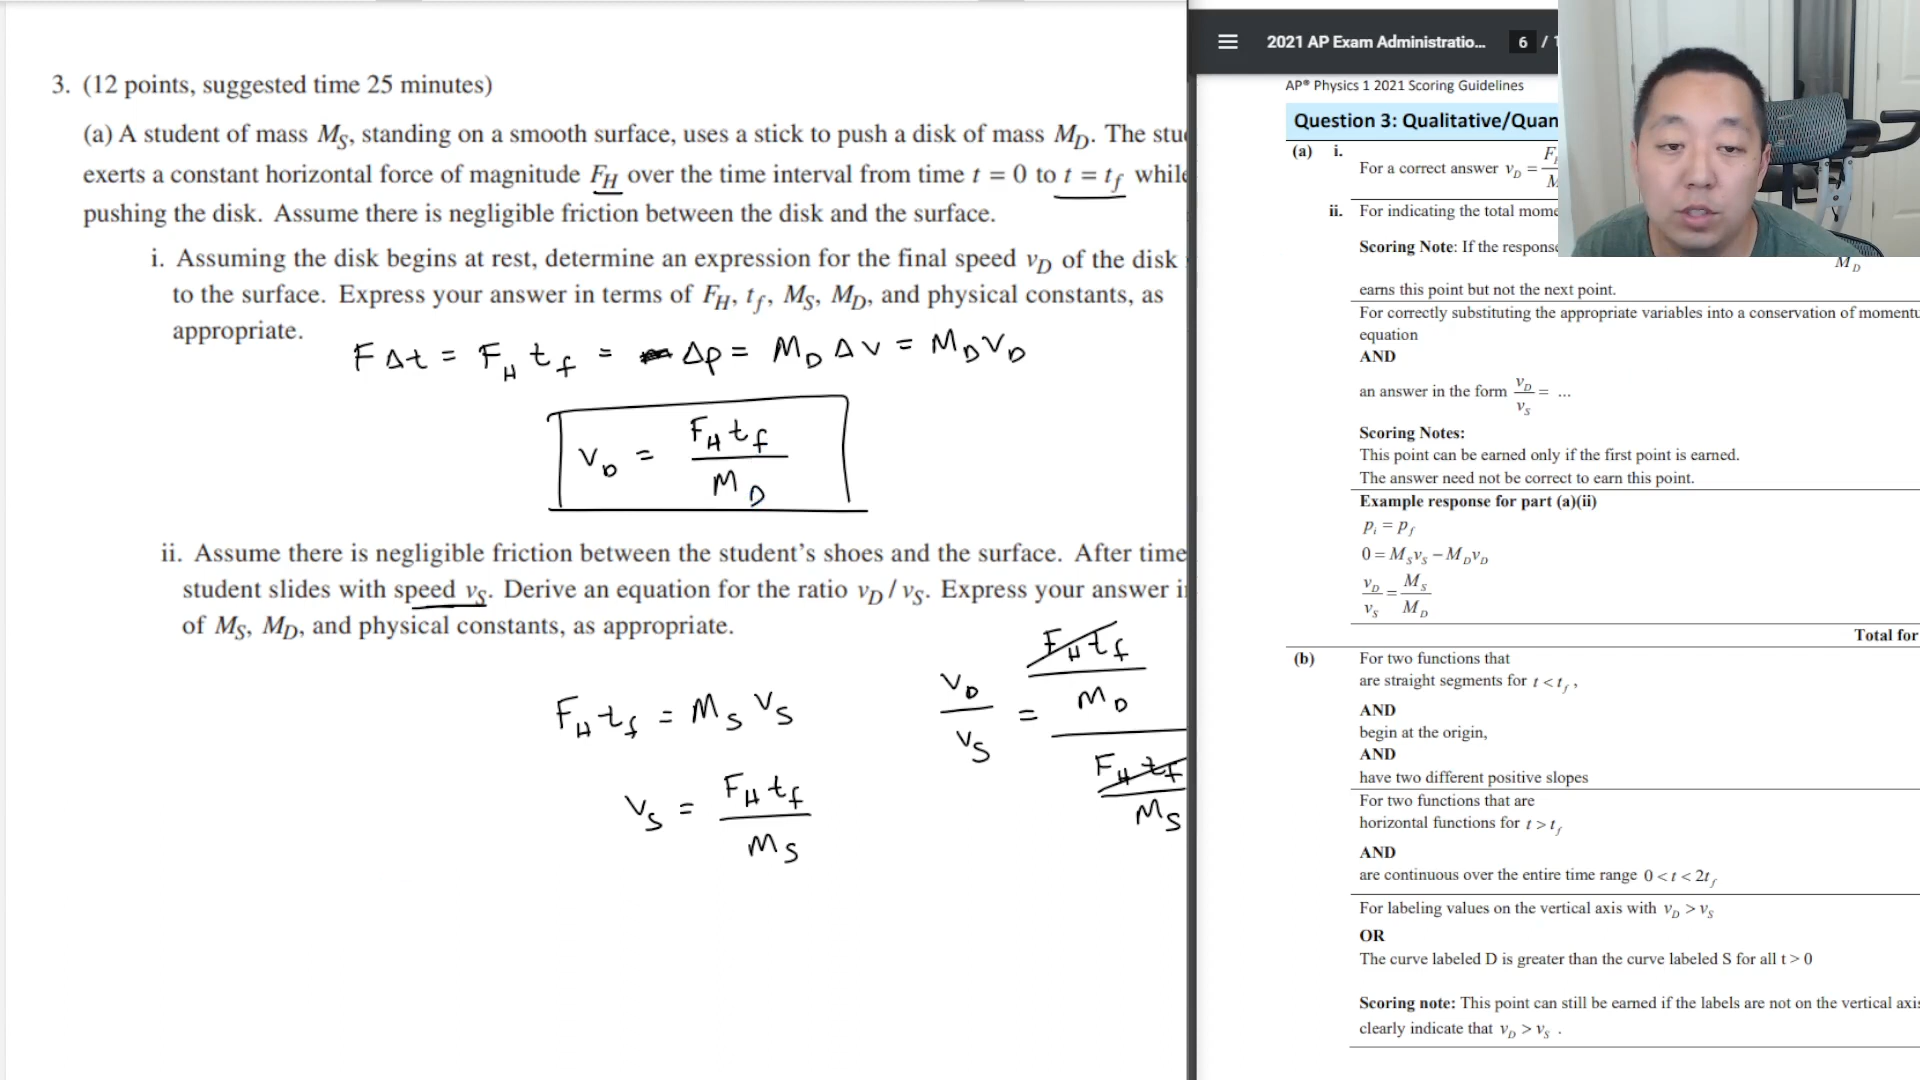 3. (12 points, suggested time 25 minutes)
(a) A student of mass M_S, standing on a smooth surface, uses a stick to push a disk of mass M_D. The
exerts a constant horizontal force of magnitude F_H over the time interval from time t = 0 to t = t_f while
pushing the disk. Assume there is negligible friction between the disk and the surface.
i. Assuming the disk begins at rest, determine an expression for the final speed v_D of the disk
to the surface. Express your answer in terms of F_H, t_f, M_S, M_D, and physical constants, as
appropriate.
F Δt = F_H t_f = Δp = M_D Δv = M_D v_D
v_D = F_H t_f / M_D
ii. Assume there is negligible friction between the student's shoes and the surface. After time
student slides with speed v_S. Derive an equation for the ratio v_D / v_S. Express your answer
of M_S, M_D, and physical constants, as appropriate.
F_H t_f = M_S v_S
v_S = F_H t_f / M_S
v_D / v_S = (F_H t_f / M_D) / (F_H t_f / M_S)
2021 AP Exam Administratio... 6 / 1
AP® Physics 1 2021 Scoring Guidelines
Question 3: Qualitative/Quan
(a) i.
For a correct answer v_D =
ii. For indicating the total mome
Scoring Note: If the response
M_D
earns this point but not the next point.
For correctly substituting the appropriate variables into a conservation of momentu
equation
AND
an answer in the form v_D / v_S = ...
Scoring Notes:
This point can be earned only if the first point is earned.
The answer need not be correct to earn this point.
Example response for part (a)(ii)
p_i = p_f
0 = M_S v_S − M_D v_D
v_D / v_S = M_S / M_D
Total for
(b) For two functions that
are straight segments for t < t_f,
AND
begin at the origin,
AND
have two different positive slopes
For two functions that are
horizontal functions for t > t_f
AND
are continuous over the entire time range 0 < t < 2t_f
For labeling values on the vertical axis with v_D > v_S
OR
The curve labeled D is greater than the curve labeled S for all t > 0
Scoring note: This point can still be earned if the labels are not on the vertical axis
clearly indicate that v_D > v_S .